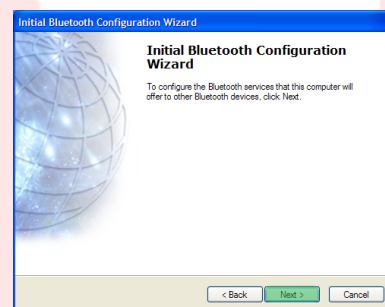 Initial Bluetooth Configuration Wizard
Initial Bluetooth Configuration
Wizard
To configure the Bluetooth services that this computer will
offer to other Bluetooth devices, click Next.
< Back Next > Cancel